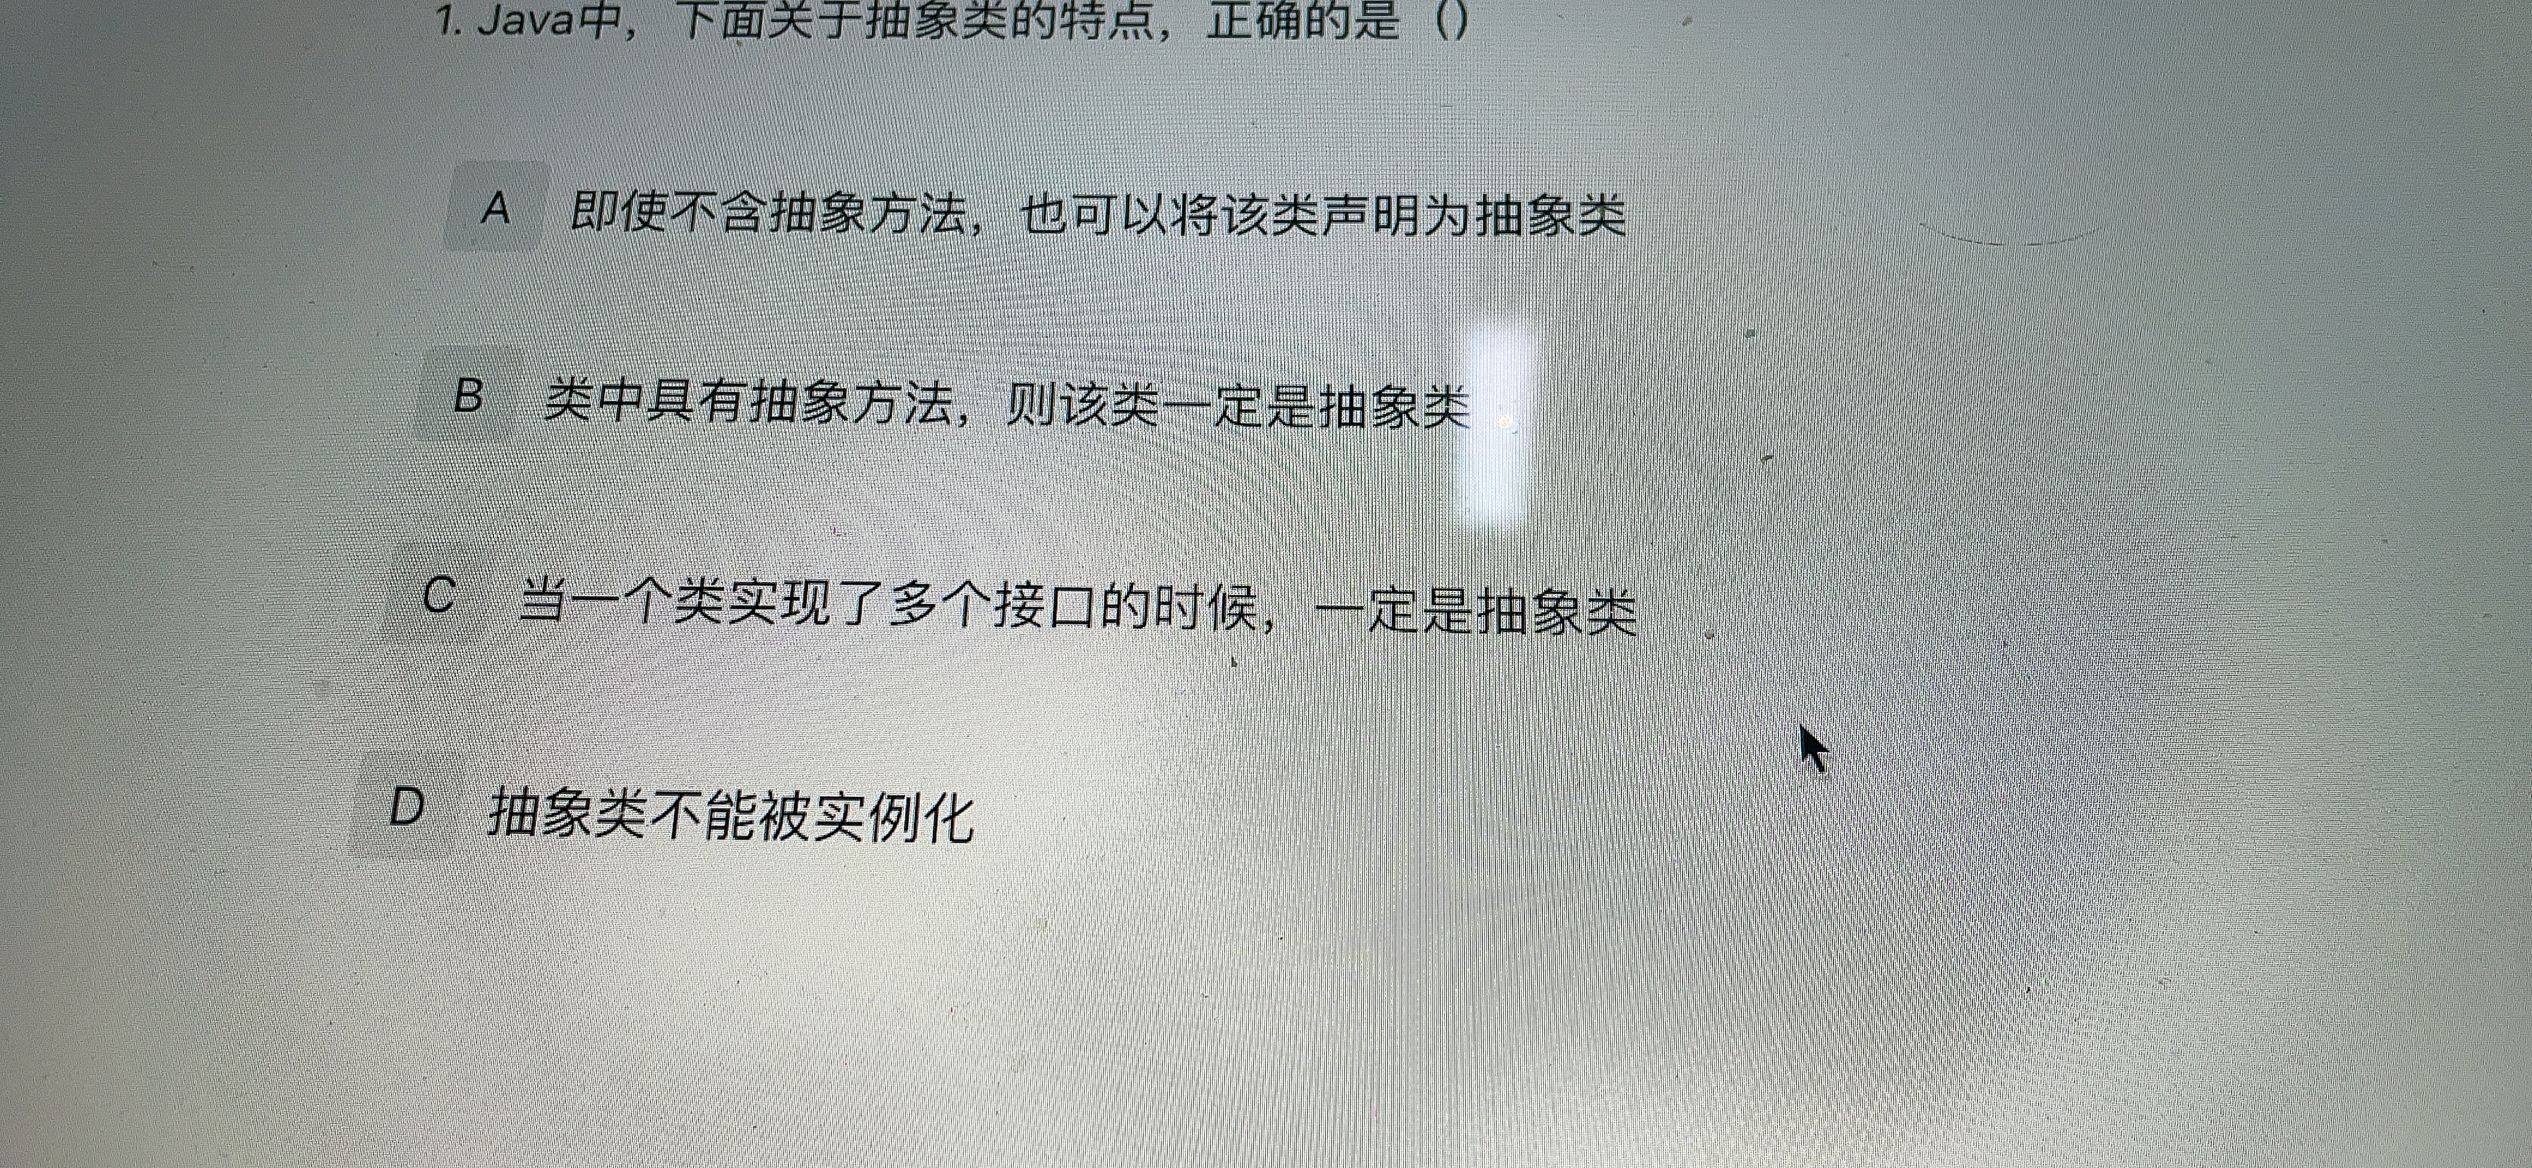 1. Java中，下面关于抽象类的特点，正确的是（）
A 即使不含抽象方法，也可以将该类声明为抽象类
B 类中具有抽象方法，则该类一定是抽象类
C 当一个类实现了多个接口的时候，一定是抽象类
D 抽象类不能被实例化